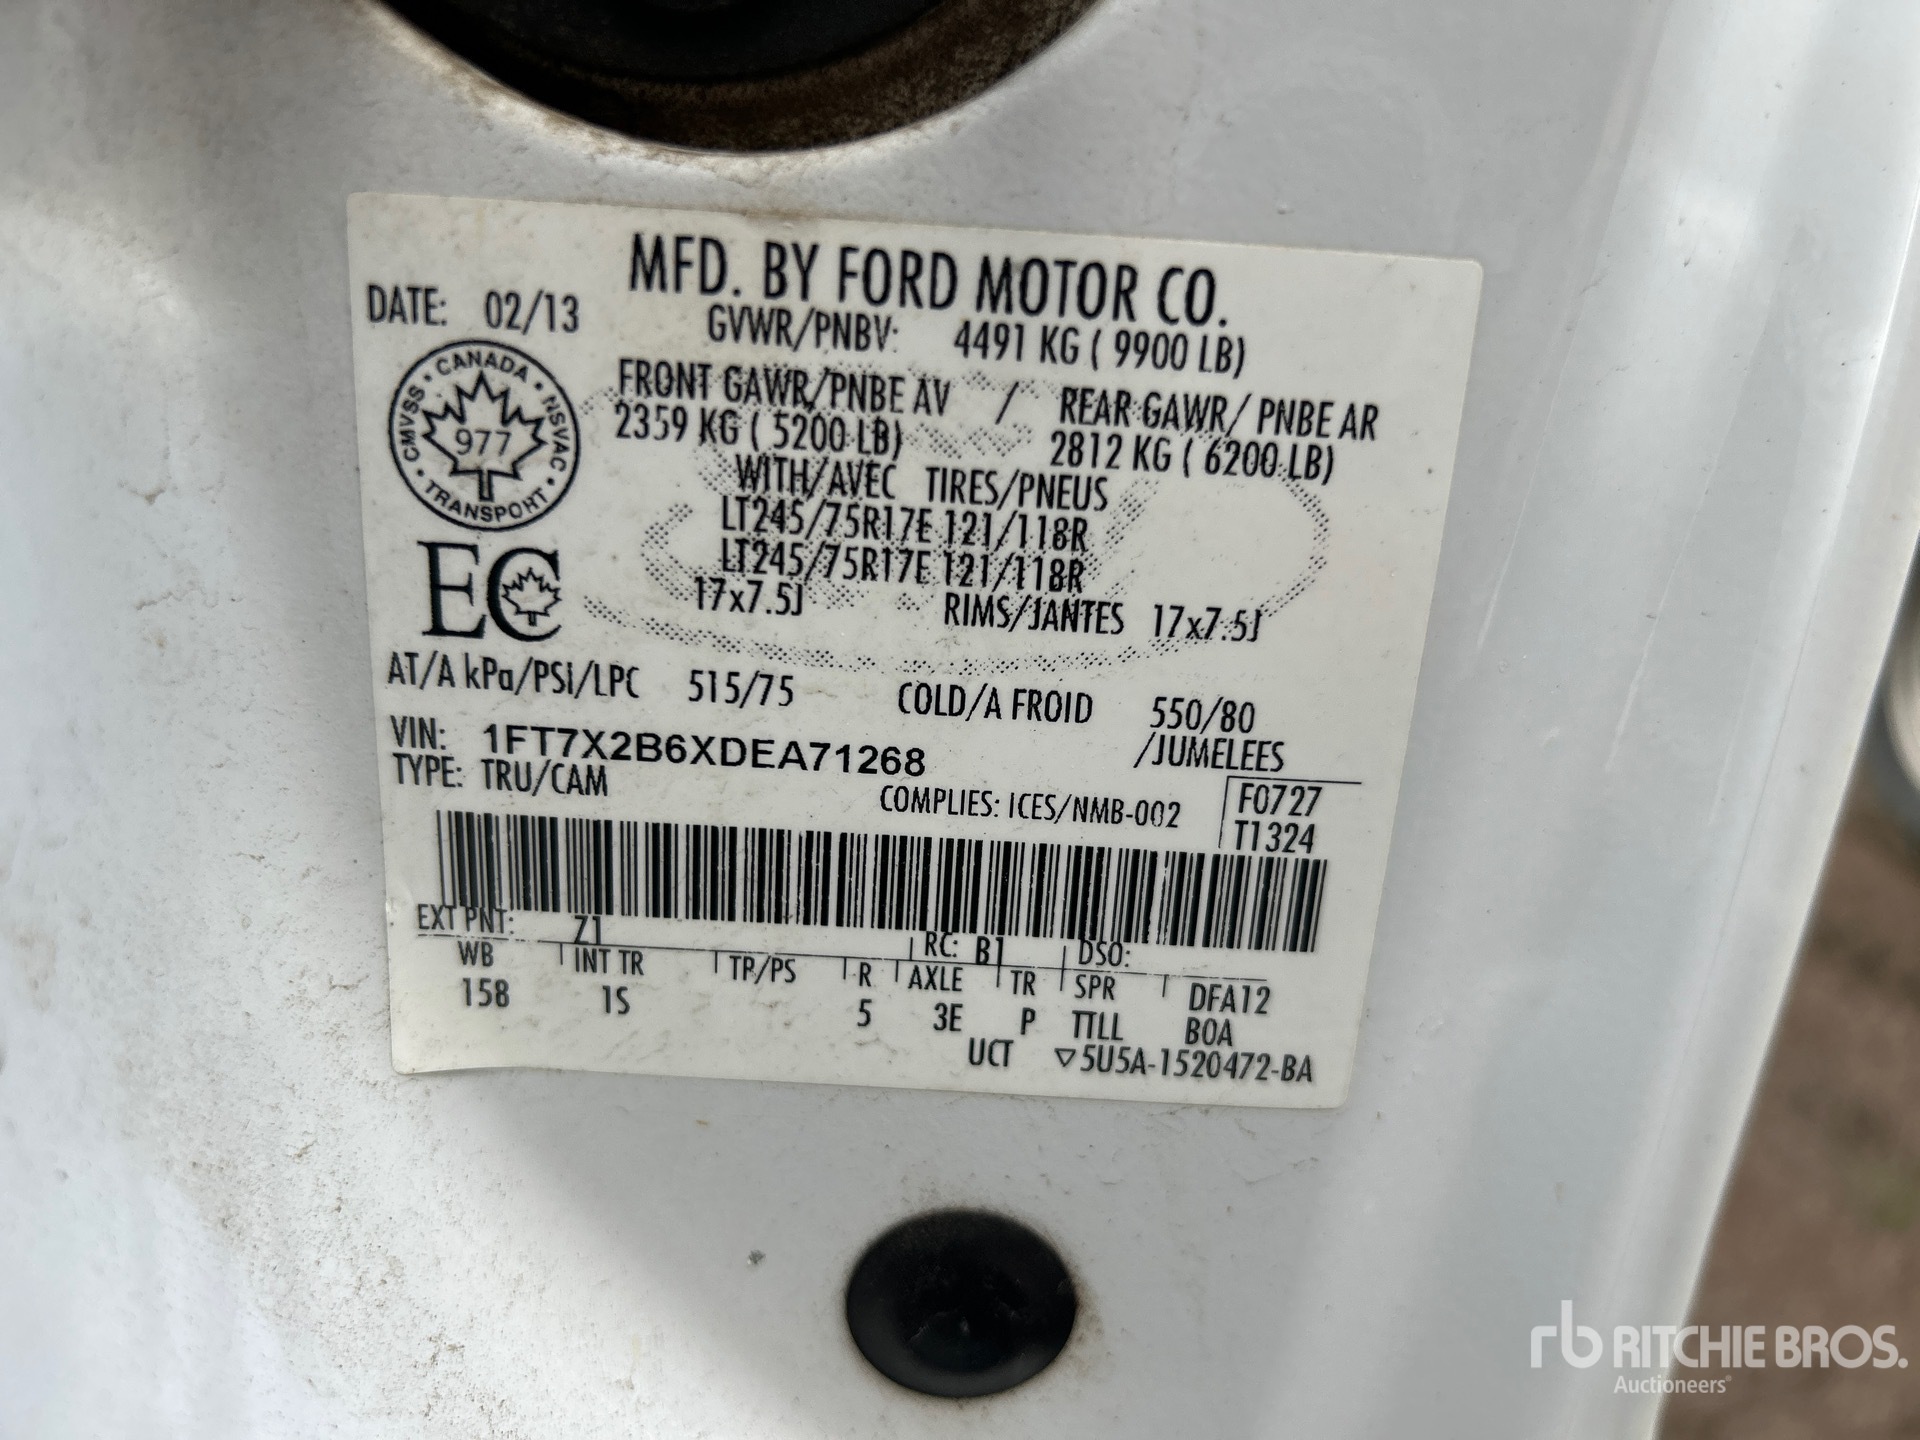 MFD. BY FORD MOTOR CO.
DATE: 02/13
GVWR/PNBV: 4491 KG ( 9900 LB)
FRONT GAWR/PNBE AV / REAR GAWR/ PNBE AR
2359 KG ( 5200 LB) 2812 KG ( 6200 LB)
WITH/AVEC TIRES/PNEUS
LT245/75R17E 121/118R
LT245/75R17E 121/118R
17x7.5J RIMS/JANTES 17x7.5J
CANADA · NSVAC · TRANSPORT · CMVSS ·
977
EC
AT/A kPa/PSI/LPC 515/75 COLD/A FROID 550/80
VIN: 1FT7X2B6XDEA71268 /JUMELEES
TYPE: TRU/CAM
COMPLIES: ICES/NMB-002
F0727
T1324
EXT PNT: Z1 RC: B1 DSO:
WB INT TR TP/PS R AXLE TR SPR DFA12
158 1S 5 3E P TTLL BOA
UCT ▽5U5A-1520472-BA
rb RITCHIE BROS.
Auctioneers